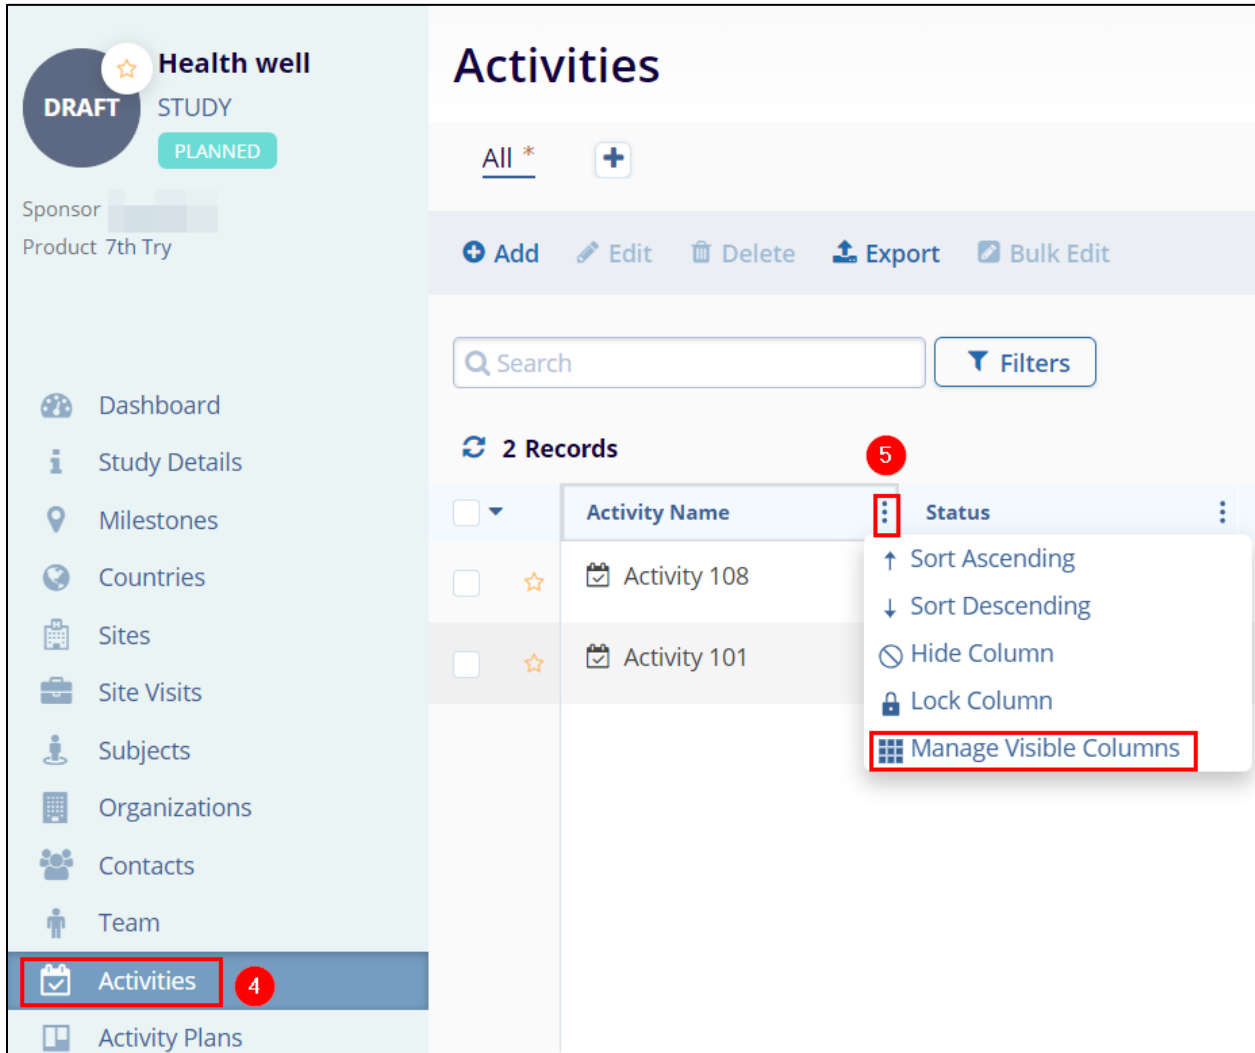 DRAFT
Health well
STUDY
PLANNED
Sponsor
Product 7th Try
Dashboard
Study Details
Milestones
Countries
Sites
Site Visits
Subjects
Organizations
Contacts
Team
Activities 4
Activity Plans
Activities
All *
Add Edit Delete Export Bulk Edit
Search Filters
2 Records
5
Activity Name Status
Activity 108
Activity 101
Sort Ascending
Sort Descending
Hide Column
Lock Column
Manage Visible Columns